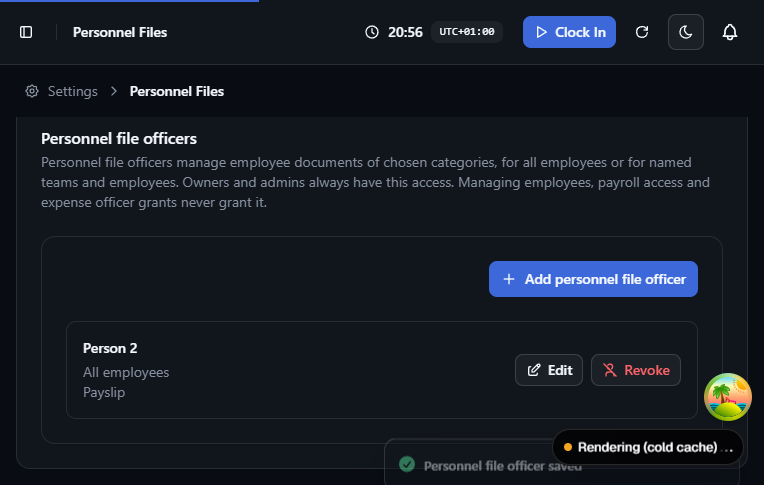 Personnel Files
20:56
UTC+01:00
Clock In
Settings
Personnel Files
Personnel file officers
Personnel file officers manage employee documents of chosen categories, for all employees or for named
teams and employees. Owners and admins always have this access. Managing employees, payroll access and
expense officer grants never grant it.
Add personnel file officer
Person 2
All employees
Payslip
Edit
Revoke
Rendering (cold cache) ...
Personnel file officer saved